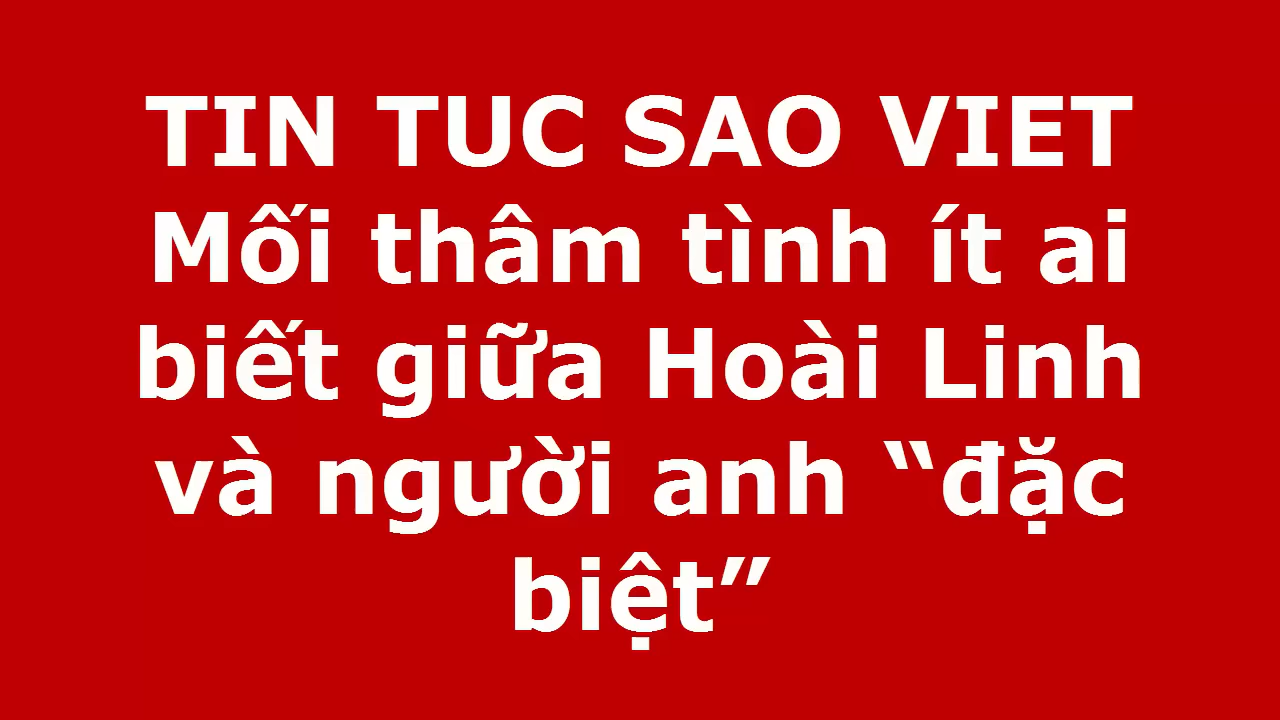 TIN TUC SAO VIET
Mối thâm tình ít ai
biết giữa Hoài Linh
và người anh “đặc
biệt”